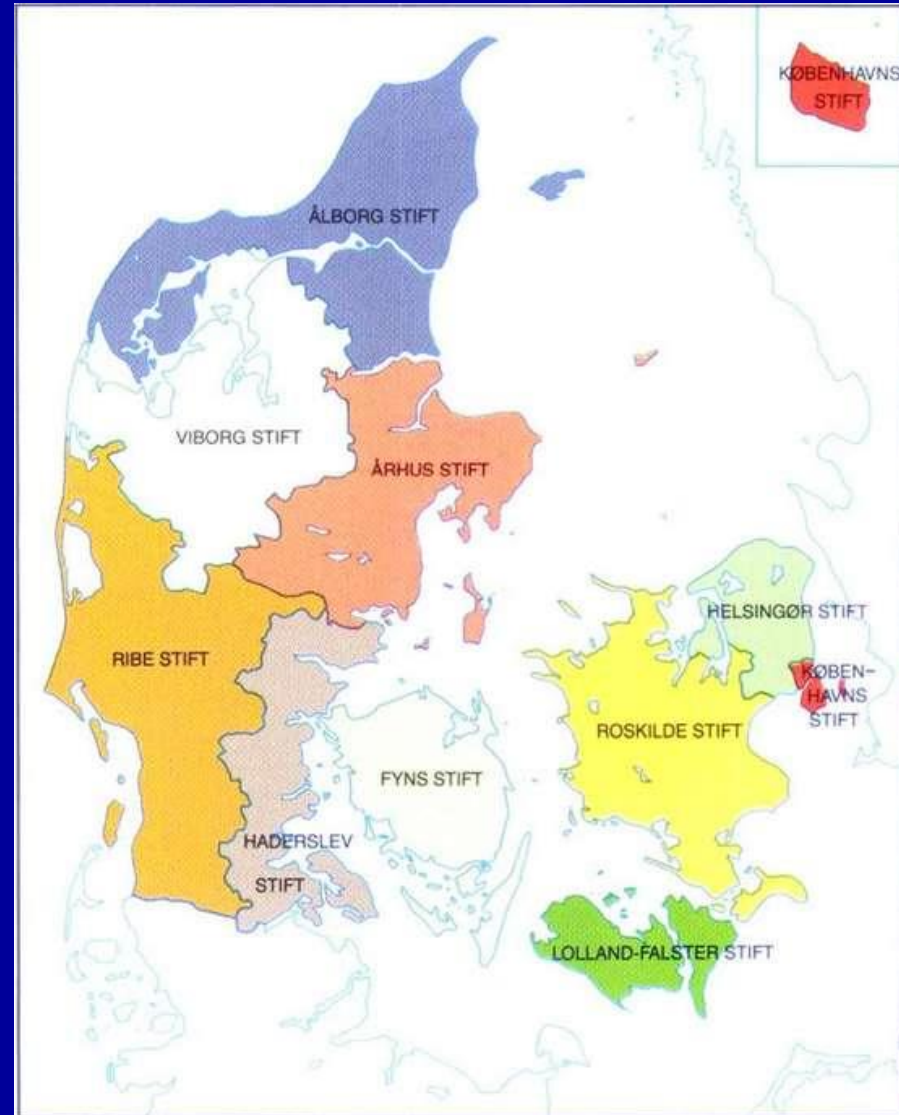 KØBENHAVNS
STIFT
ÅLBORG STIFT
VIBORG STIFT
ÅRHUS STIFT
HELSINGØR STIFT
RIBE STIFT
KØBEN-
HAVNS
STIFT
ROSKILDE STIFT
FYNS STIFT
HADERSLEV
STIFT
LOLLAND-FALSTER STIFT